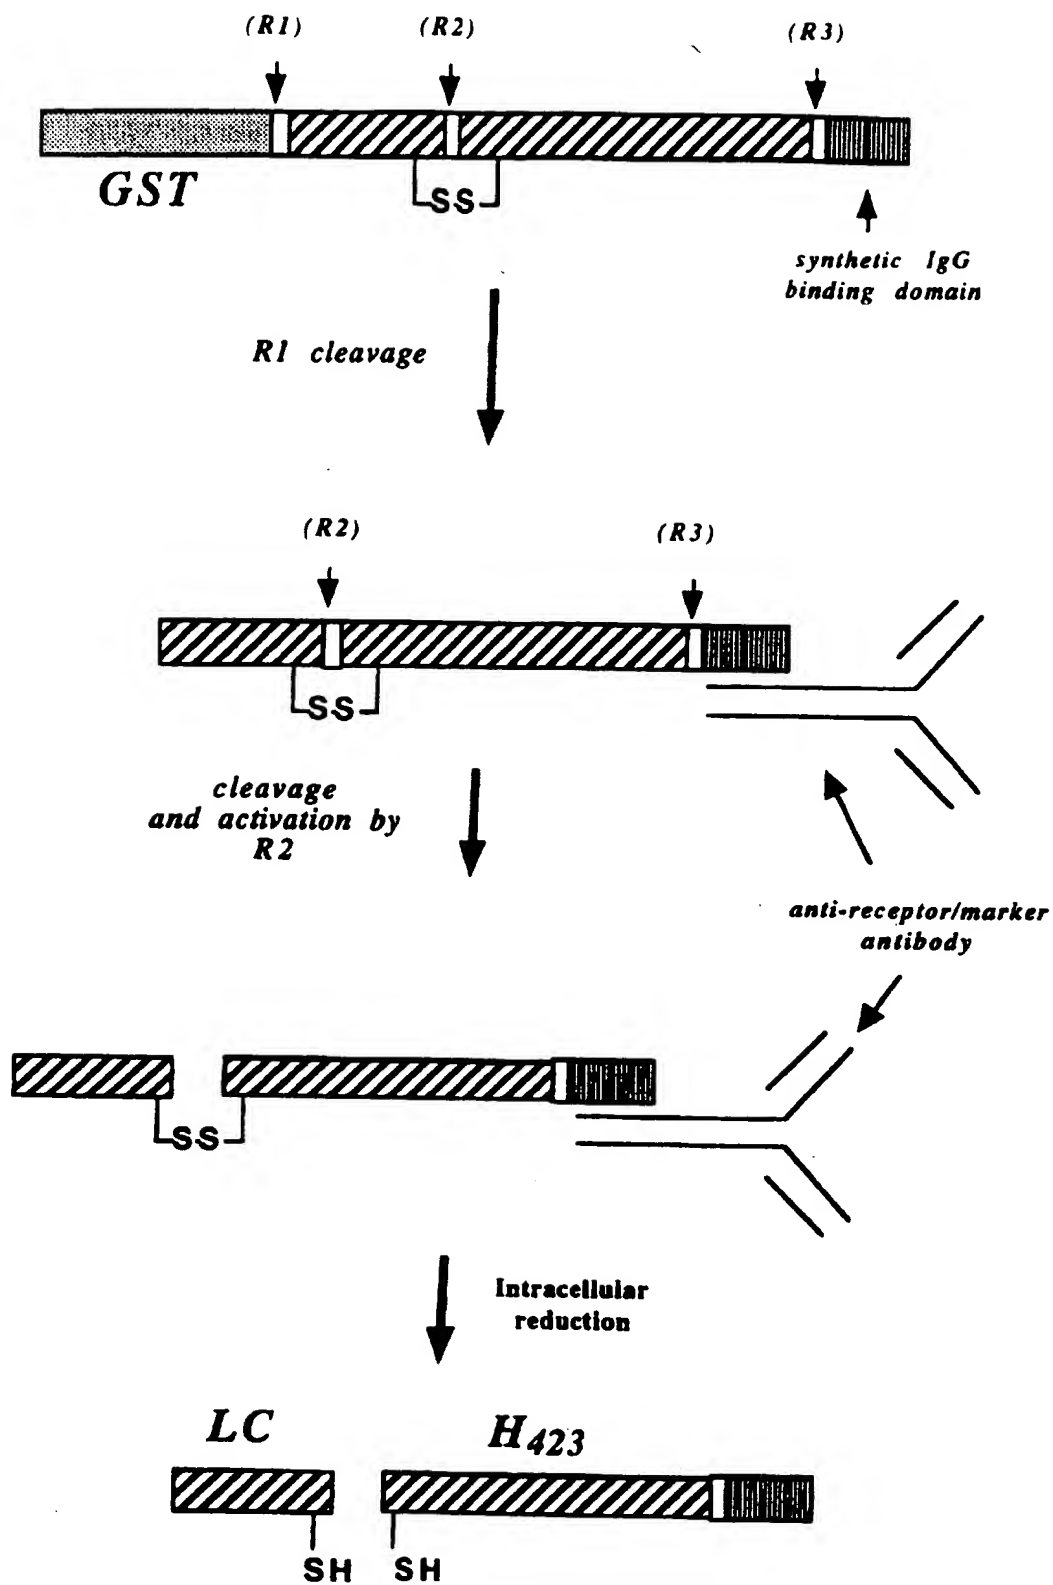 (R1) (R2) (R3)
GST
SS
synthetic IgG
binding domain
R1 cleavage
(R2) (R3)
SS
cleavage
and activation by
R2
anti-receptor/marker
antibody
SS
Intracellular
reduction
LC H423
SH SH